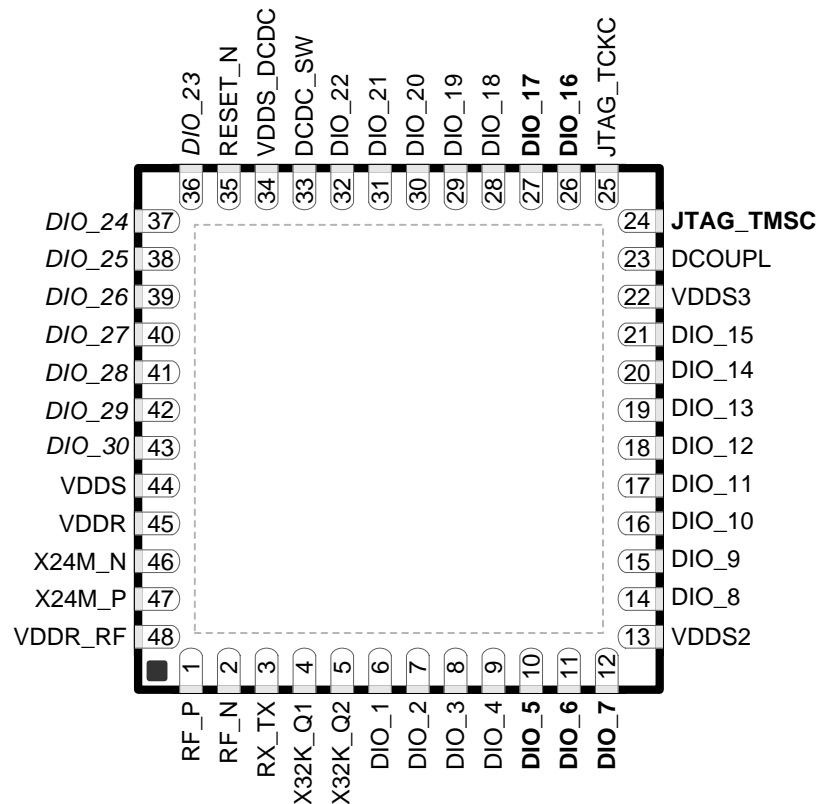 DIO_23
RESET_N
VDDS_DCDC
DCDC_SW
DIO_22
DIO_21
DIO_20
DIO_19
DIO_18
DIO_17
DIO_16
JTAG_TCKC
36
35
34
33
32
31
30
29
28
27
26
25
DIO_24 37
DIO_25 38
DIO_26 39
DIO_27 40
DIO_28 41
DIO_29 42
DIO_30 43
VDDS 44
VDDR 45
X24M_N 46
X24M_P 47
VDDR_RF 48
24 JTAG_TMSC
23 DCOUPL
22 VDDS3
21 DIO_15
20 DIO_14
19 DIO_13
18 DIO_12
17 DIO_11
16 DIO_10
15 DIO_9
14 DIO_8
13 VDDS2
1
2
3
4
5
6
7
8
9
10
11
12
RF_P
RF_N
RX_TX
X32K_Q1
X32K_Q2
DIO_1
DIO_2
DIO_3
DIO_4
DIO_5
DIO_6
DIO_7